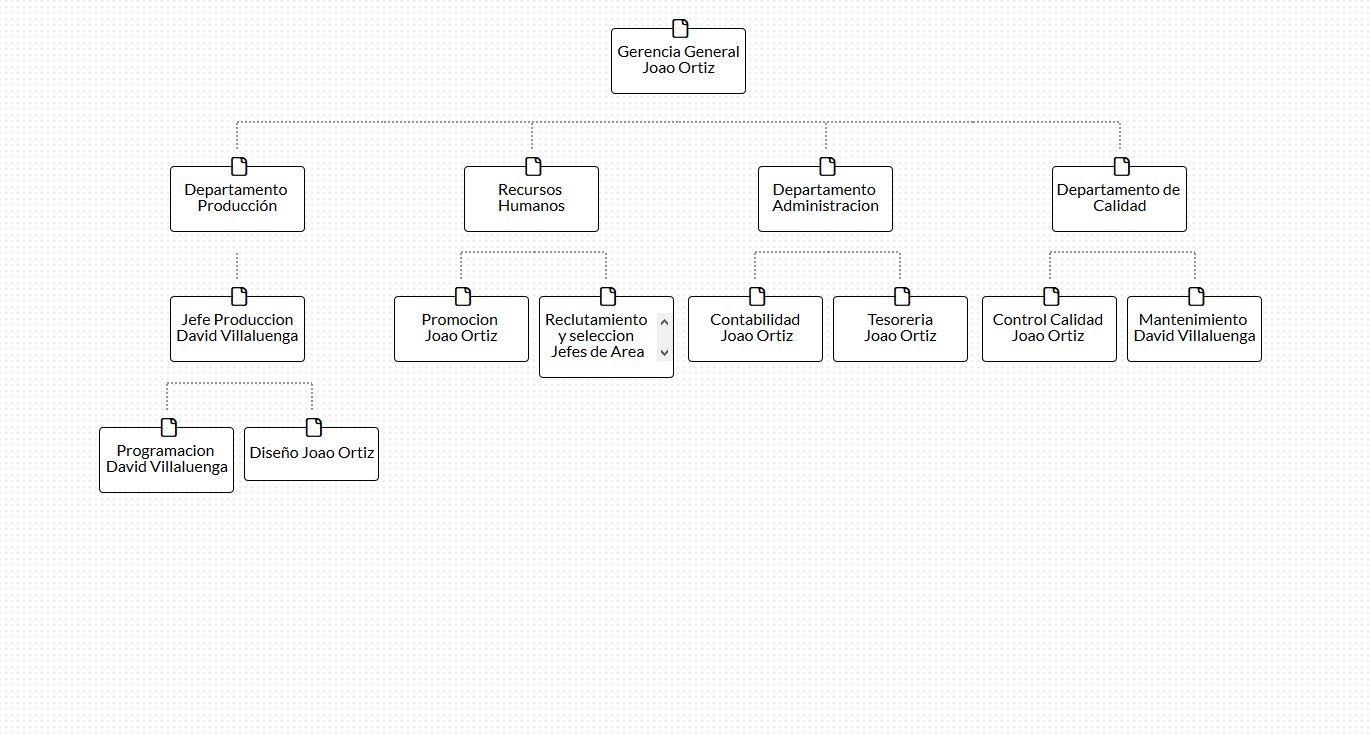 Gerencia General
Joao Ortiz
Departamento
Producción
Recursos
Humanos
Departamento
Administracion
Departamento de
Calidad
Jefe Produccion
David Villaluenga
Promocion
Joao Ortiz
Reclutamiento
y seleccion
Jefes de Area
Contabilidad
Joao Ortiz
Tesoreria
Joao Ortiz
Control Calidad
Joao Ortiz
Mantenimiento
David Villaluenga
Programacion
David Villaluenga
Diseño Joao Ortiz